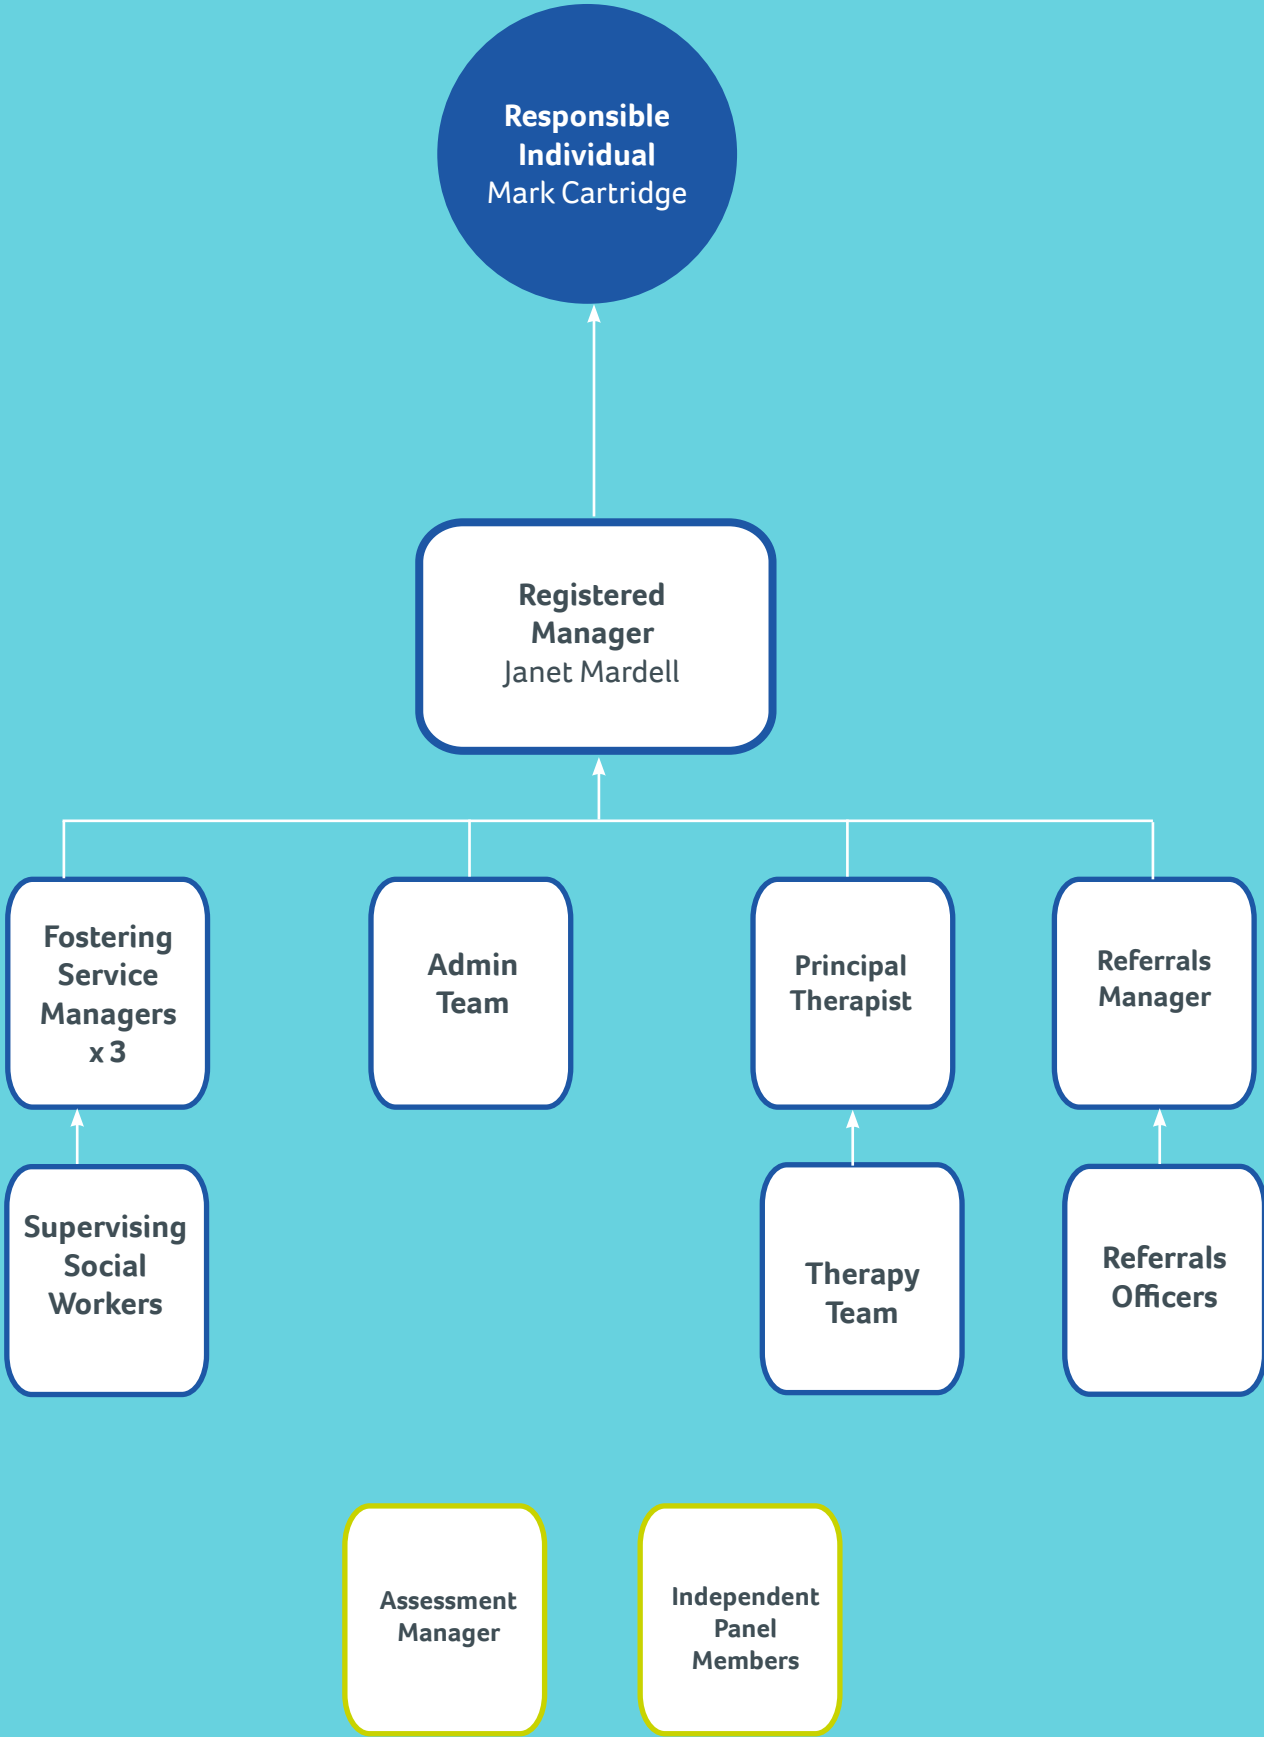 Responsible
Individual
Mark Cartridge
Registered
Manager
Janet Mardell
Fostering
Service
Managers
x 3
Admin
Team
Principal
Therapist
Referrals
Manager
Supervising
Social
Workers
Therapy
Team
Referrals
Officers
Assessment
Manager
Independent
Panel
Members